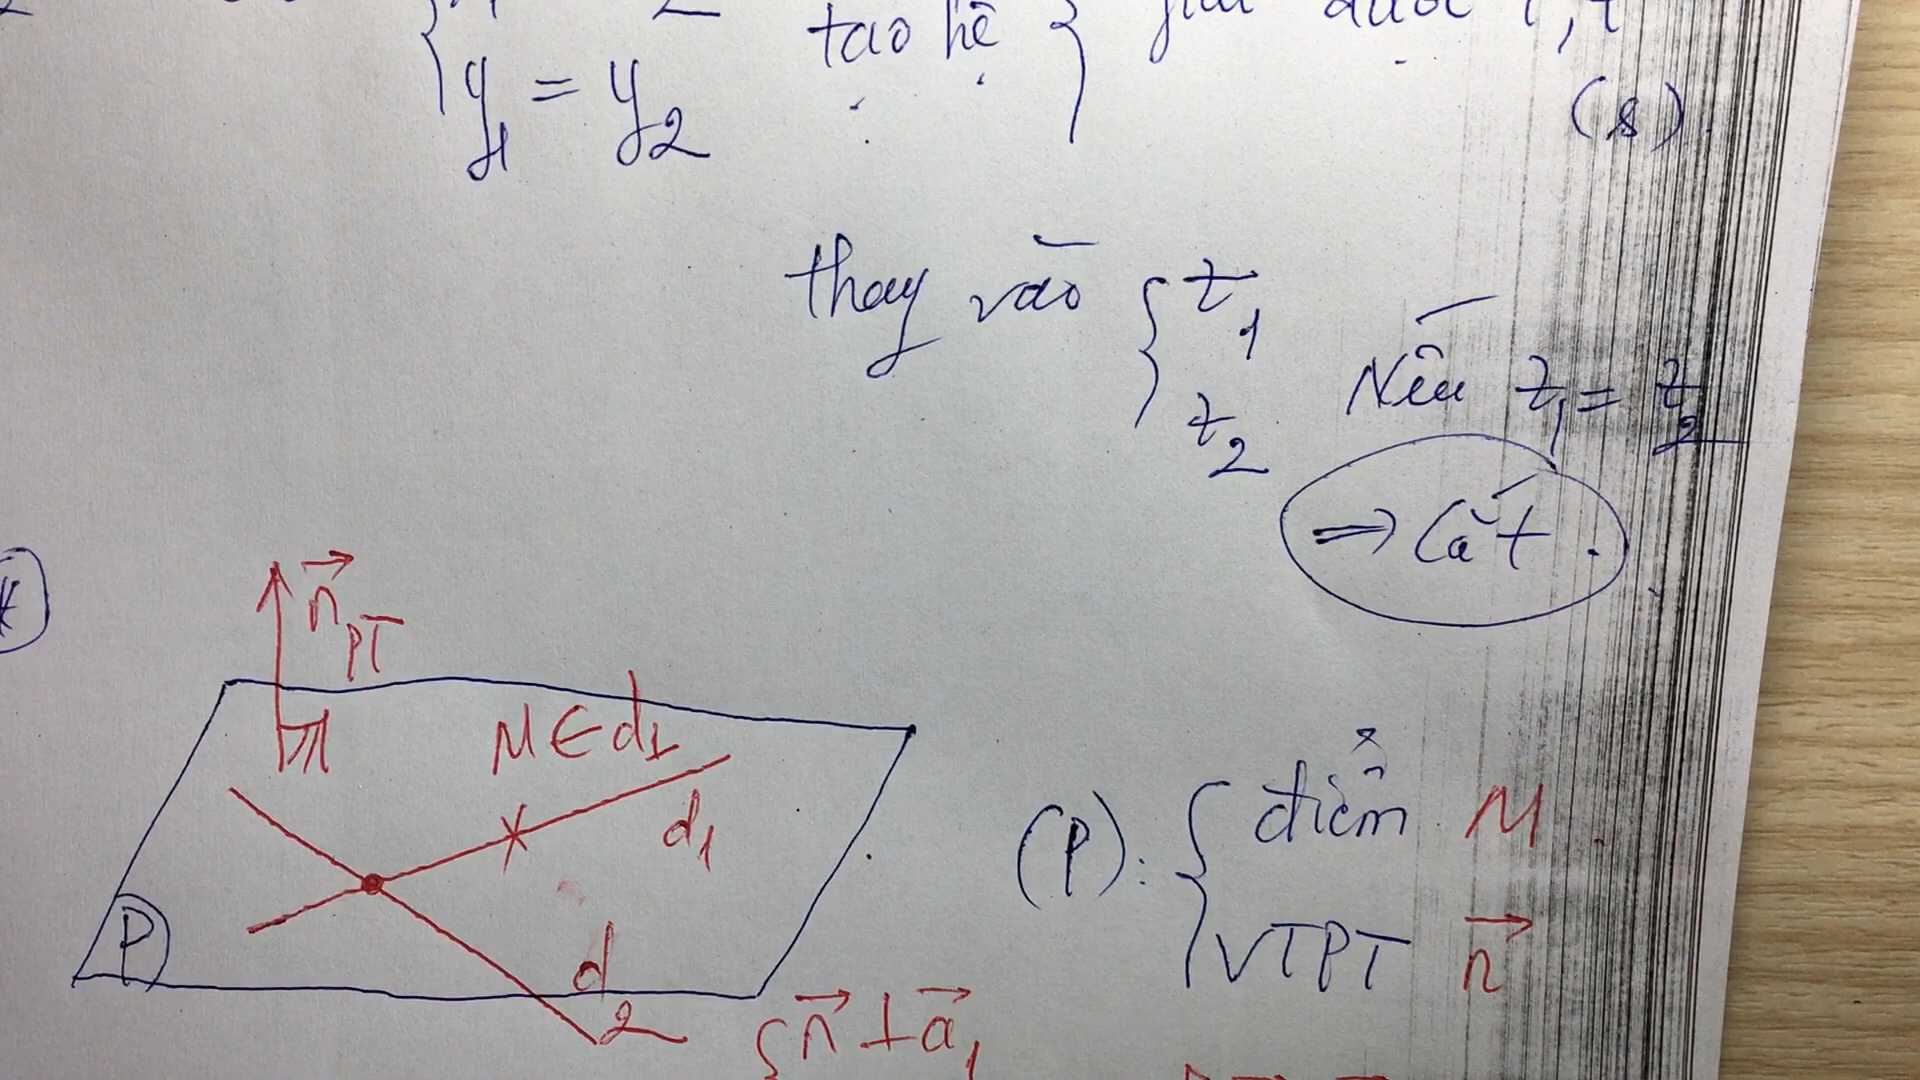 y1 = y2 tạo hệ
(s)
thay vào { z1
z2
Nếu z1 = z2
⇒ Cắt.
n⃗ PT
M ∈ d1
d1
P
d2
(P): { điểm M
VTPT n⃗
{ n⃗ ⊥ a⃗1